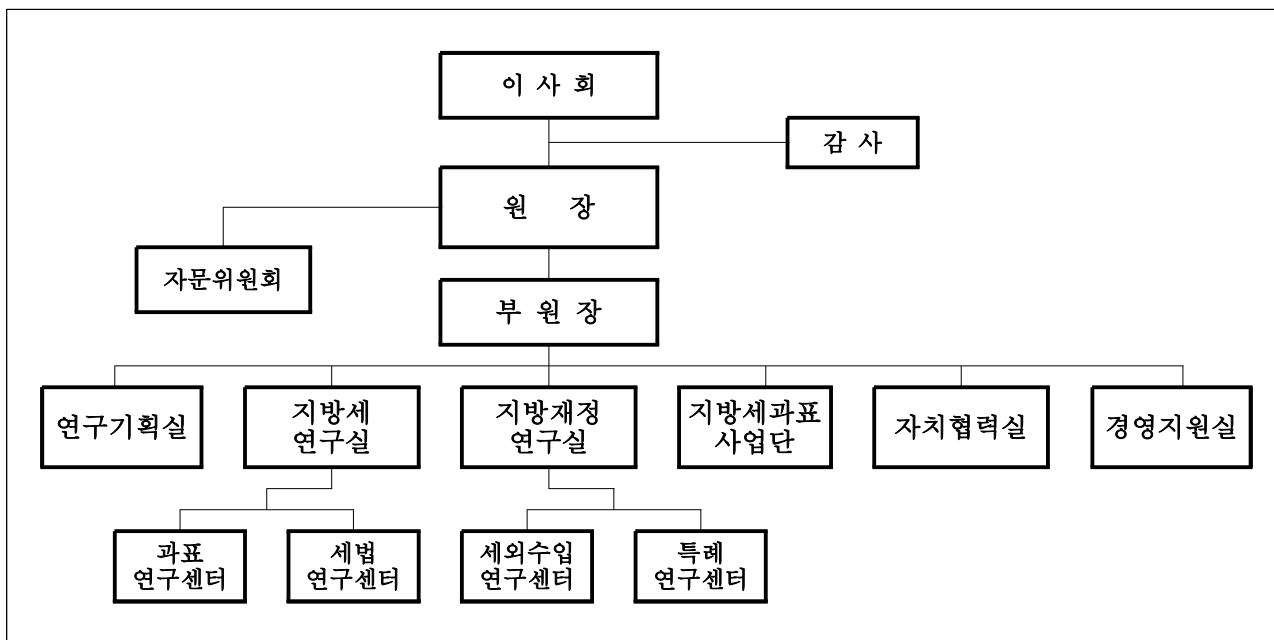 이 사 회
감 사
원 장
자문위원회
부 원 장
연구기획실
지방세
연구실
지방재정
연구실
지방세과표
사업단
자치협력실
경영지원실
과표
연구센터
세법
연구센터
세외수입
연구센터
특례
연구센터